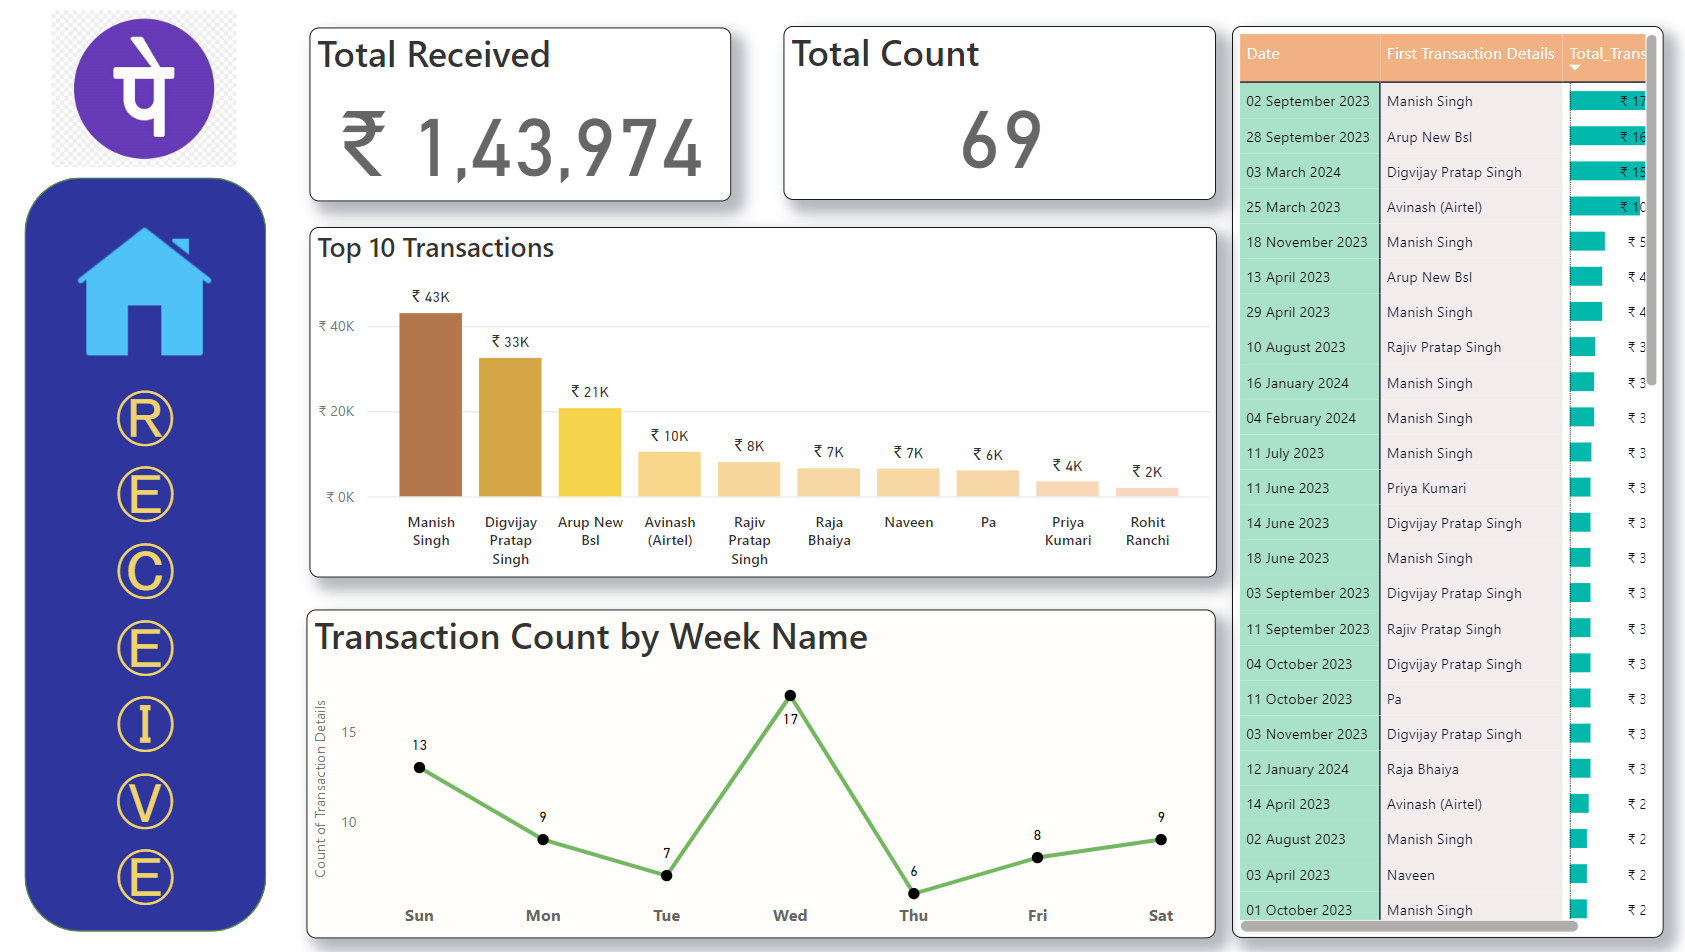 पे
Ⓡ
Ⓔ
Ⓒ
Ⓔ
Ⓘ
Ⓥ
Ⓔ
Total Received
₹ 1,43,974
Total Count
69
Top 10 Transactions
₹ 40K
₹ 20K
₹ 0K
₹ 43K
₹ 33K
₹ 21K
₹ 10K
₹ 8K
₹ 7K
₹ 7K
₹ 6K
₹ 4K
₹ 2K
Manish
Singh
Digvijay
Pratap
Singh
Arup New
Bsl
Avinash
(Airtel)
Rajiv
Pratap
Singh
Raja
Bhaiya
Naveen
Pa
Priya
Kumari
Rohit
Ranchi
Transaction Count by Week Name
Count of Transaction Details
15
10
13
9
7
17
6
8
9
Sun Mon Tue Wed Thu Fri Sat
Date First Transaction Details Total_Trans
02 September 2023 Manish Singh ₹ 17
28 September 2023 Arup New Bsl ₹ 16
03 March 2024 Digvijay Pratap Singh ₹ 15
25 March 2023 Avinash (Airtel) ₹ 10
18 November 2023 Manish Singh ₹ 5
13 April 2023 Arup New Bsl ₹ 4
29 April 2023 Manish Singh ₹ 4
10 August 2023 Rajiv Pratap Singh ₹ 3
16 January 2024 Manish Singh ₹ 3
04 February 2024 Manish Singh ₹ 3
11 July 2023 Manish Singh ₹ 3
11 June 2023 Priya Kumari ₹ 3
14 June 2023 Digvijay Pratap Singh ₹ 3
18 June 2023 Manish Singh ₹ 3
03 September 2023 Digvijay Pratap Singh ₹ 3
11 September 2023 Rajiv Pratap Singh ₹ 3
04 October 2023 Digvijay Pratap Singh ₹ 3
11 October 2023 Pa ₹ 3
03 November 2023 Digvijay Pratap Singh ₹ 3
12 January 2024 Raja Bhaiya ₹ 3
14 April 2023 Avinash (Airtel) ₹ 2
02 August 2023 Manish Singh ₹ 2
03 April 2023 Naveen ₹ 2
01 October 2023 Manish Singh ₹ 2